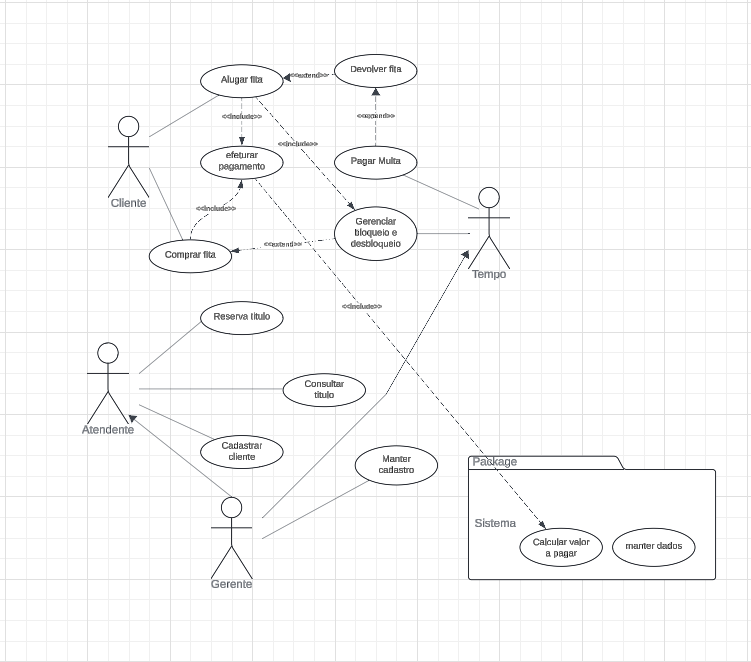 Alugar fita
<<extend>>
Devolver fita
<<include>>
<<extend>>
<<include>>
efeturar
pagamento
Pagar Multa
Cliente
<<include>>
Gerenciar
bloqueio e
desbloqueio
<<extend>>
Comprar fita
Tempo
<<include>>
Reserva titulo
Consultar
titulo
Atendente
Cadastrar
cliente
Manter
cadastro
Package
Sistema
Calcular valor
a pagar
manter dados
Gerente